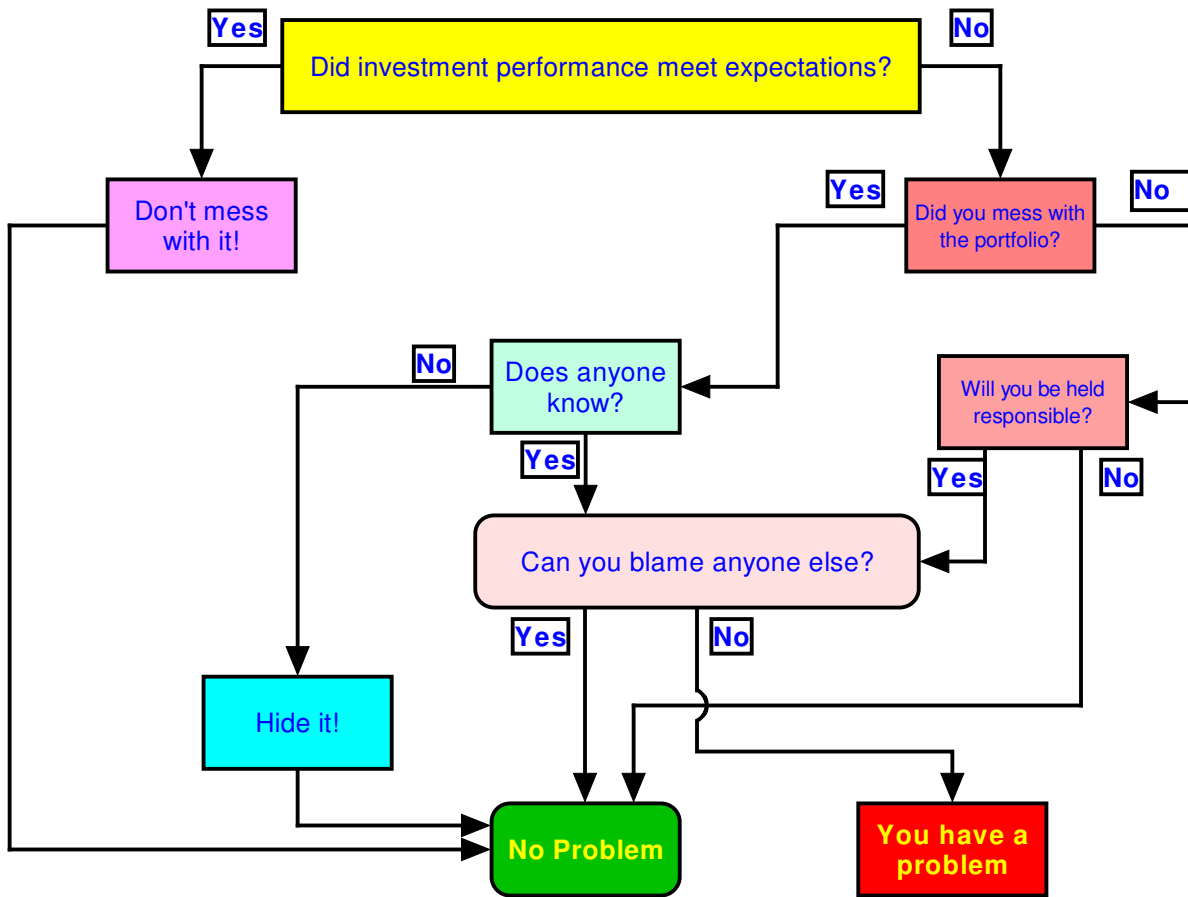 Yes
No
Did investment performance meet expectations?
Don't mess
with it!
Yes
Did you mess with
the portfolio?
No
No
Does anyone
know?
Will you be held
responsible?
Yes
Yes
No
Can you blame anyone else?
Yes
No
Hide it!
No Problem
You have a
problem